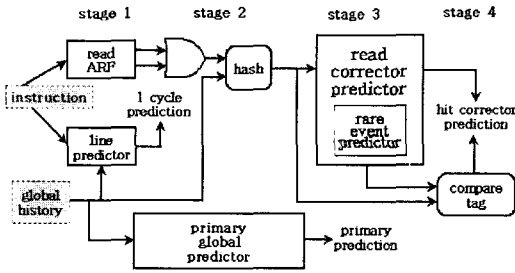 stage 1
stage 2
stage 3
stage 4
read
ARF
hash
read
corrector
predictor
rare
event
predictor
instruction
1 cycle
prediction
line
predictor
hit corrector
prediction
compare
tag
global
history
primary
global
predictor
primary
prediction